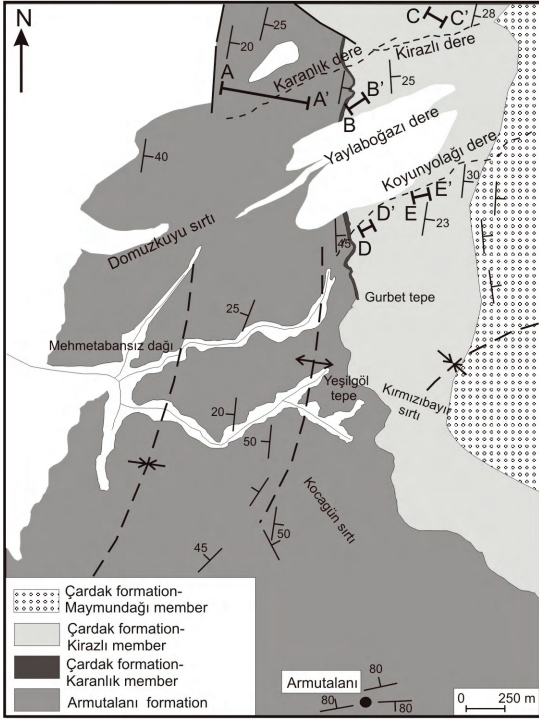 N
C
C'
28
25
20
Karanlık dere
Kirazlı dere
A
A'
25
B'
B
Yaylaboğazı dere
Koyunyolağı dere
40
30
E'
D'
E
23
D
45
Domuzkuyu sırtı
Gurbet tepe
25
Mehmetabansız dağı
Yeşilgöl
tepe
Kırmızıbayır
sırtı
20
50
Kocagün sırtı
50
45
Çardak formation-
Maymundağı member
Çardak formation-
Kirazlı member
Çardak formation-
Karanlık member
Armutalanı formation
Armutalanı
80
80
80
0 250 m